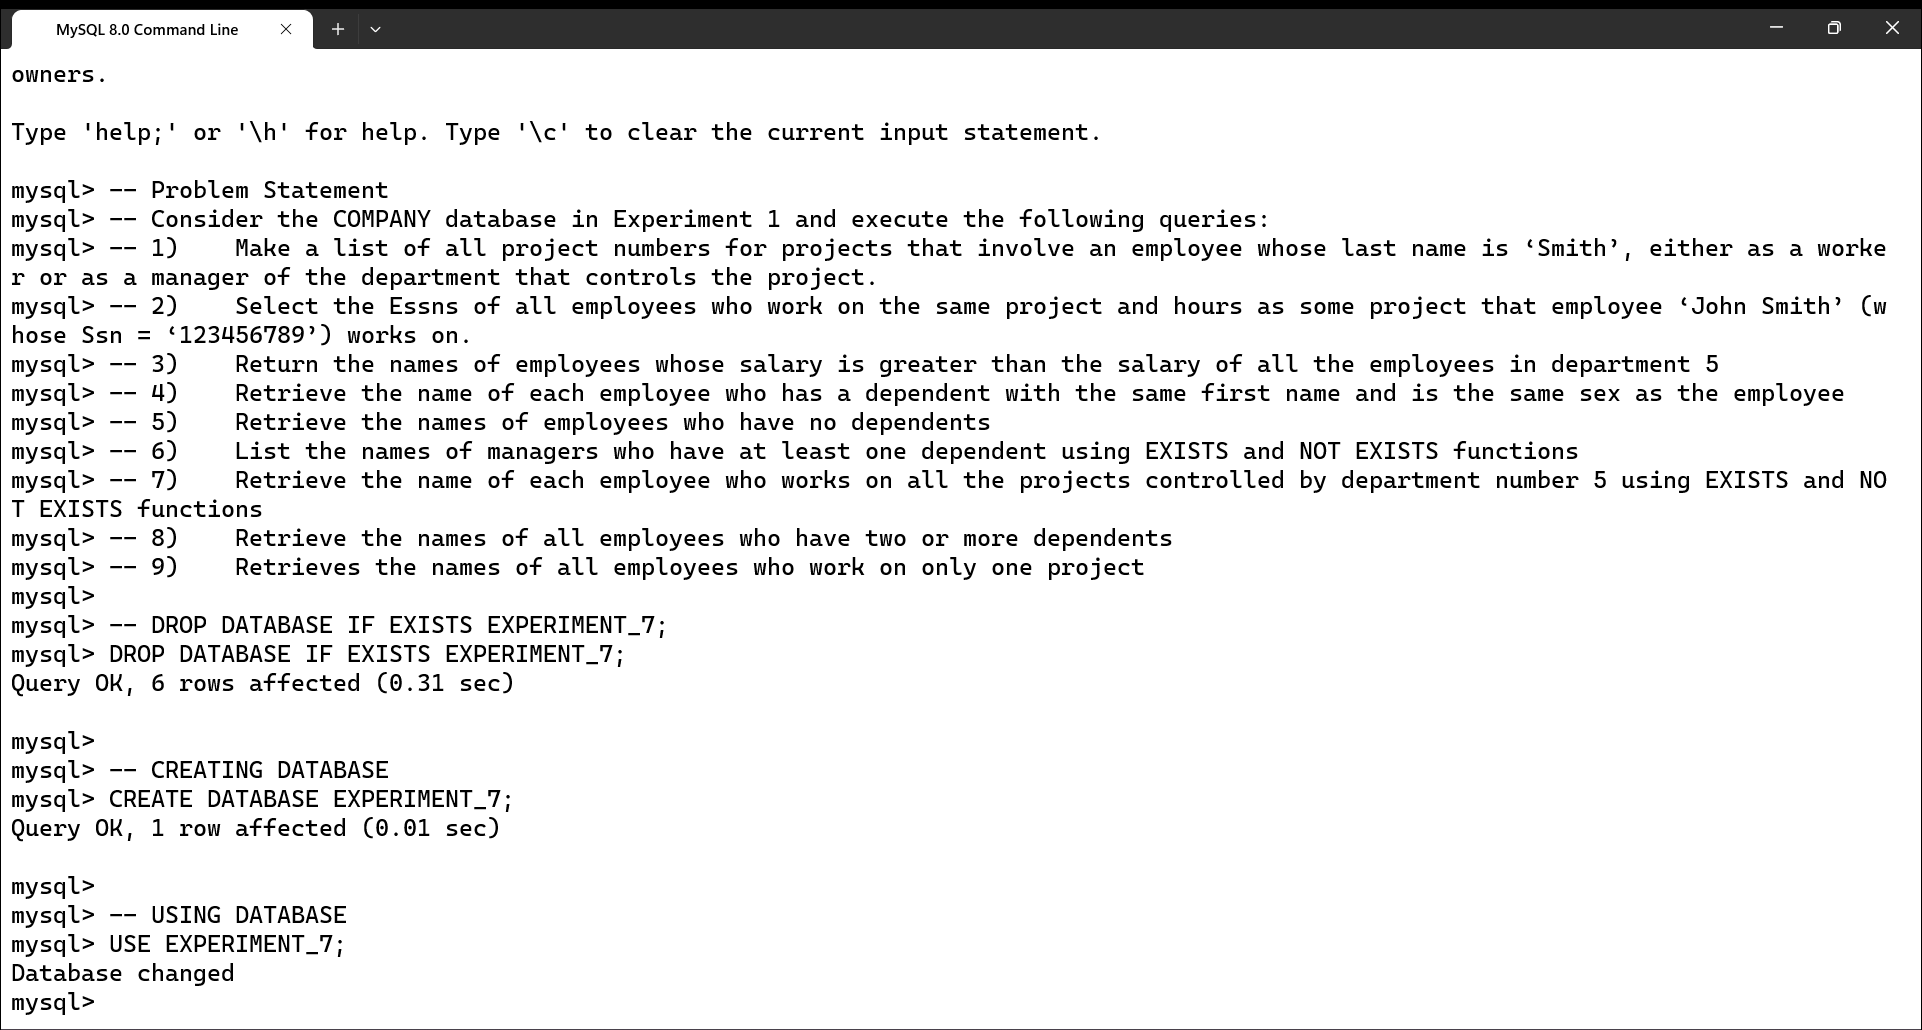 MySQL 8.0 Command Line
owners.
Type 'help;' or '\h' for help. Type '\c' to clear the current input statement.
mysql> -- Problem Statement
mysql> -- Consider the COMPANY database in Experiment 1 and execute the following queries:
mysql> -- 1)    Make a list of all project numbers for projects that involve an employee whose last name is ‘Smith’, either as a worke
r or as a manager of the department that controls the project.
mysql> -- 2)    Select the Essns of all employees who work on the same project and hours as some project that employee ‘John Smith’ (w
hose Ssn = ‘123456789’) works on.
mysql> -- 3)    Return the names of employees whose salary is greater than the salary of all the employees in department 5
mysql> -- 4)    Retrieve the name of each employee who has a dependent with the same first name and is the same sex as the employee
mysql> -- 5)    Retrieve the names of employees who have no dependents
mysql> -- 6)    List the names of managers who have at least one dependent using EXISTS and NOT EXISTS functions
mysql> -- 7)    Retrieve the name of each employee who works on all the projects controlled by department number 5 using EXISTS and NO
T EXISTS functions
mysql> -- 8)    Retrieve the names of all employees who have two or more dependents
mysql> -- 9)    Retrieves the names of all employees who work on only one project
mysql>
mysql> -- DROP DATABASE IF EXISTS EXPERIMENT_7;
mysql> DROP DATABASE IF EXISTS EXPERIMENT_7;
Query OK, 6 rows affected (0.31 sec)
mysql>
mysql> -- CREATING DATABASE
mysql> CREATE DATABASE EXPERIMENT_7;
Query OK, 1 row affected (0.01 sec)
mysql>
mysql> -- USING DATABASE
mysql> USE EXPERIMENT_7;
Database changed
mysql>